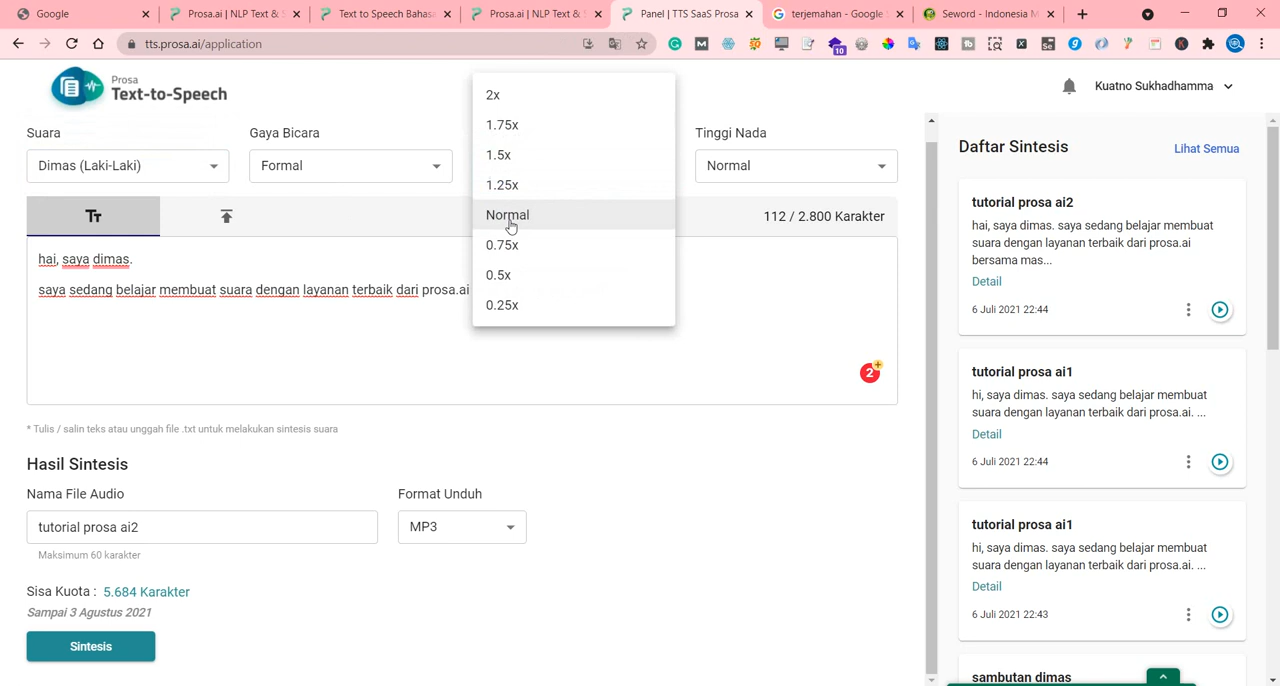 Google
Prosa.ai | NLP Text & S
Text to Speech Bahasa
Prosa.ai | NLP Text & S
Panel | TTS SaaS Prosa
terjemahan - Google S
Seword - Indonesia M
tts.prosa.ai/application
10
Prosa
Text-to-Speech
Kuatno Sukhadhamma
Suara
Gaya Bicara
Tinggi Nada
Dimas (Laki-Laki)
Formal
Normal
2x
1.75x
1.5x
1.25x
Normal
0.75x
0.5x
0.25x
112 / 2.800 Karakter
hai, saya dimas.
saya sedang belajar membuat suara dengan layanan terbaik dari prosa.ai
2
* Tulis / salin teks atau unggah file .txt untuk melakukan sintesis suara
Hasil Sintesis
Nama File Audio
Format Unduh
tutorial prosa ai2
MP3
Maksimum 60 karakter
Sisa Kuota : 5.684 Karakter
Sampai 3 Agustus 2021
Sintesis
Daftar Sintesis
Lihat Semua
tutorial prosa ai2
hai, saya dimas. saya sedang belajar membuat
suara dengan layanan terbaik dari prosa.ai
bersama mas...
Detail
6 Juli 2021 22:44
tutorial prosa ai1
hi, saya dimas. saya sedang belajar membuat
suara dengan layanan terbaik dari prosa.ai. ...
Detail
6 Juli 2021 22:44
tutorial prosa ai1
hi, saya dimas. saya sedang belajar membuat
suara dengan layanan terbaik dari prosa.ai. ...
Detail
6 Juli 2021 22:43
sambutan dimas